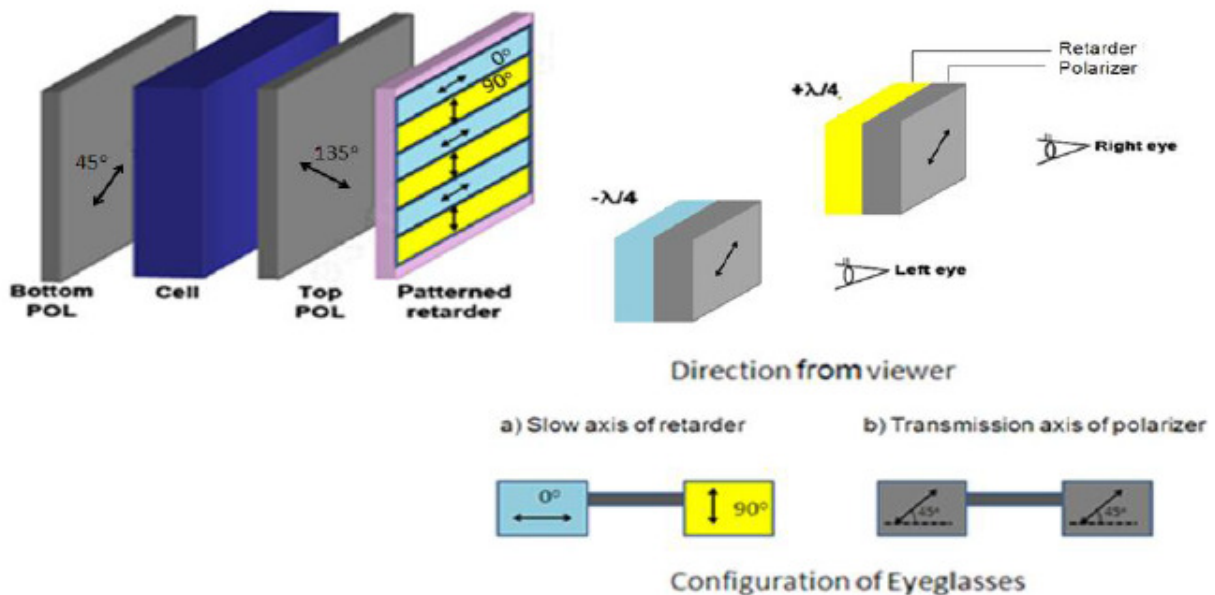 45°
135°
0°
90°
Bottom
POL
Cell
Top
POL
Patterned
retarder
Retarder
Polarizer
+λ/4
Right eye
-λ/4
Left eye
Direction from viewer
a) Slow axis of retarder
b) Transmission axis of polarizer
0°
90°
45°
45°
Configuration of Eyeglasses